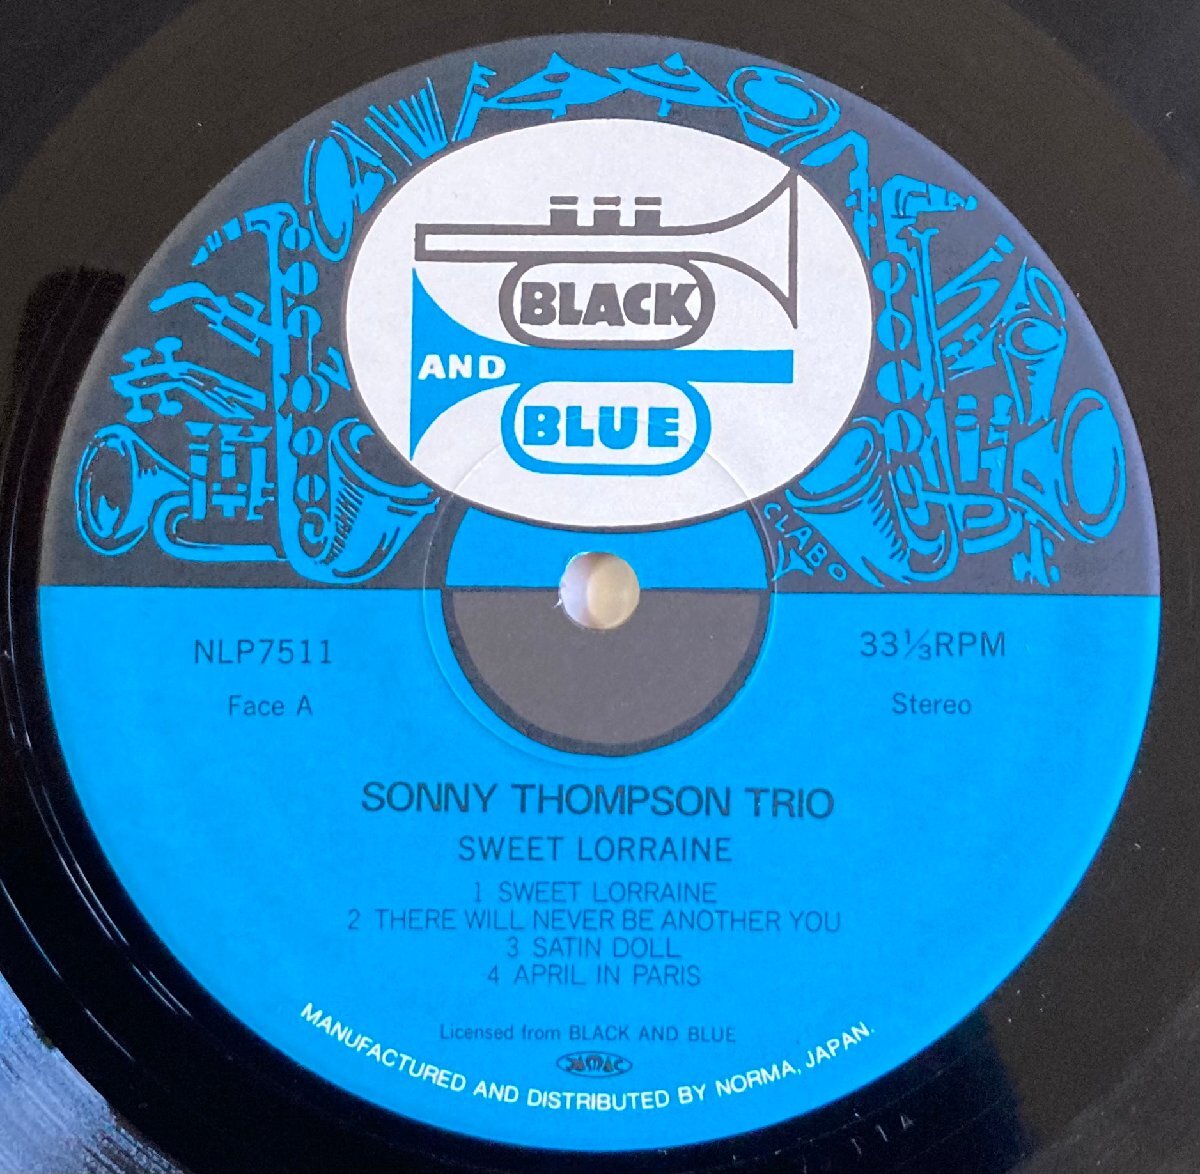 BLACK
AND
BLUE
CLABO
NLP7511
33⅓RPM
Face A
Stereo
SONNY THOMPSON TRIO
SWEET LORRAINE
1 SWEET LORRAINE
2 THERE WILL NEVER BE ANOTHER YOU
3 SATIN DOLL
4 APRIL IN PARIS
Licensed from BLACK AND BLUE
MANUFACTURED AND DISTRIBUTED BY NORMA, JAPAN.